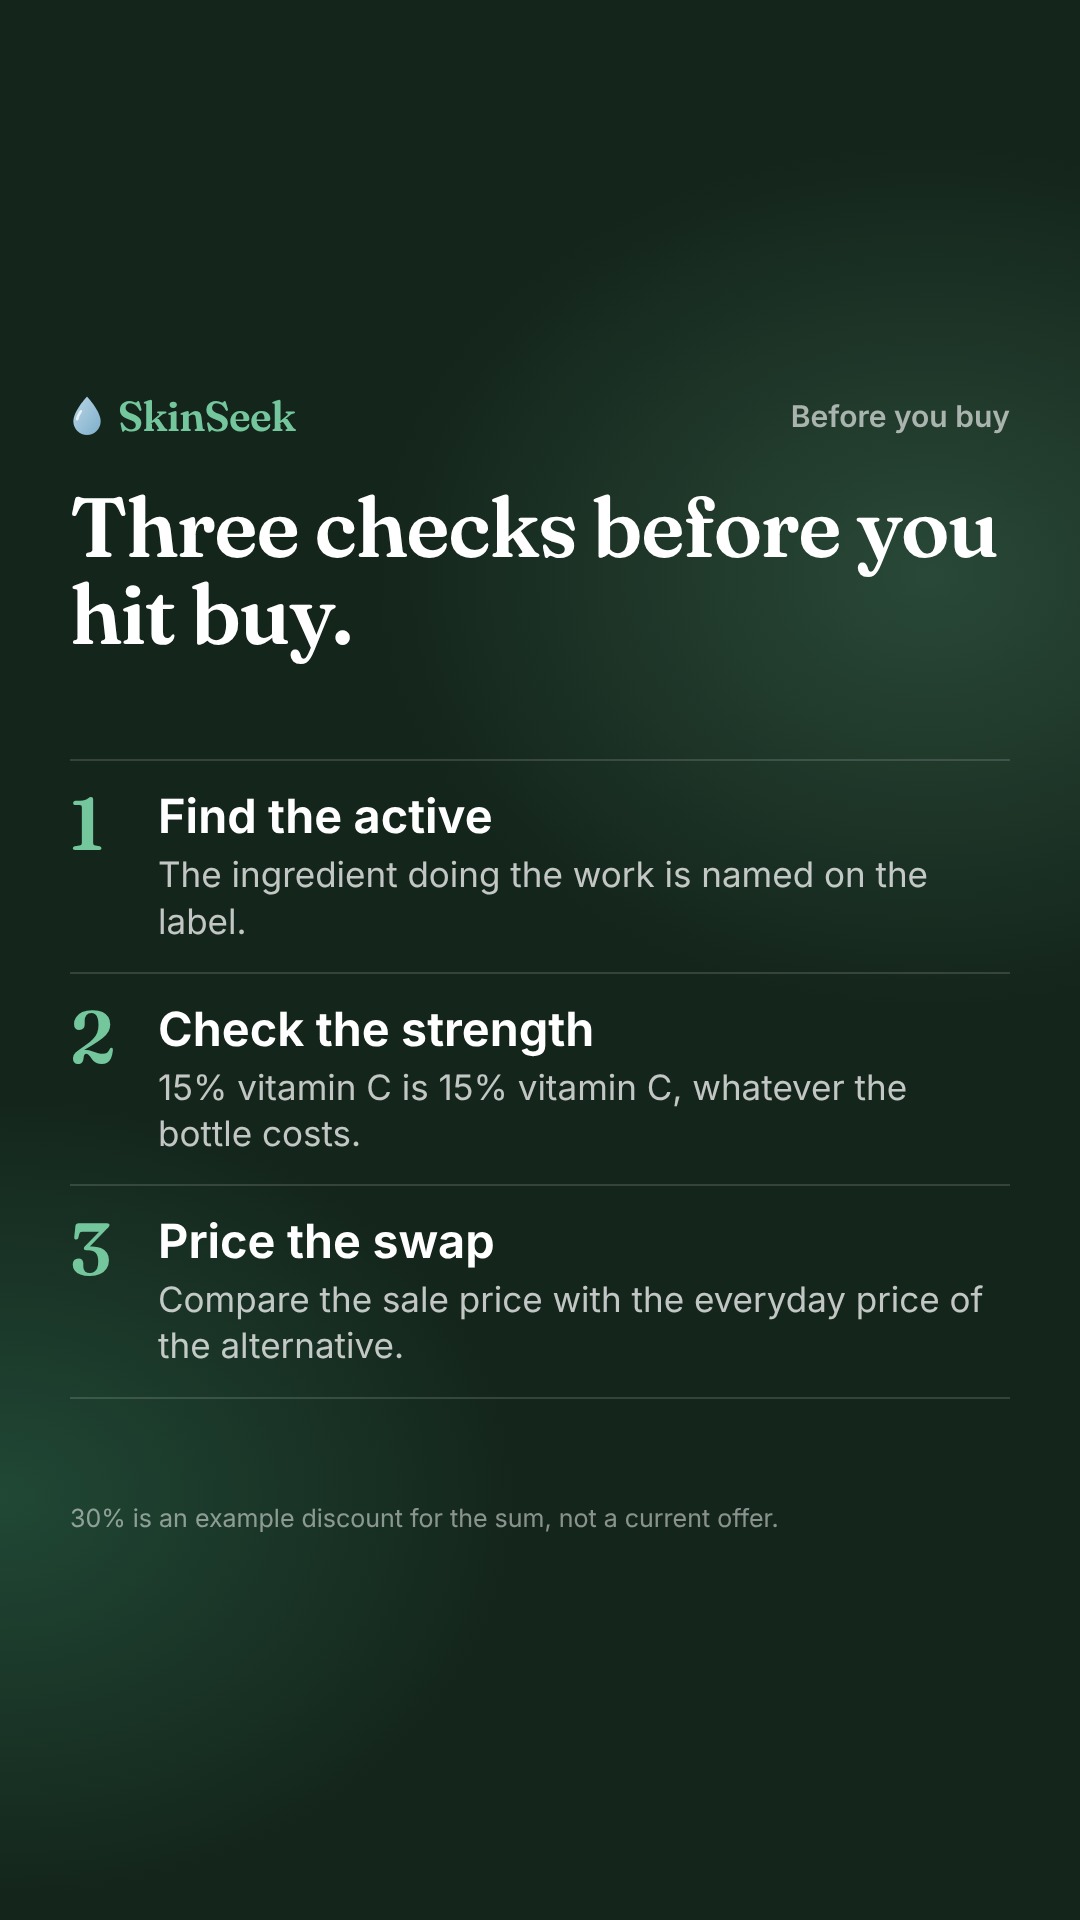 SkinSeek
Before you buy
Three checks before you
hit buy.
1
Find the active
The ingredient doing the work is named on the
label.
2
Check the strength
15% vitamin C is 15% vitamin C, whatever the
bottle costs.
3
Price the swap
Compare the sale price with the everyday price of
the alternative.
30% is an example discount for the sum, not a current offer.